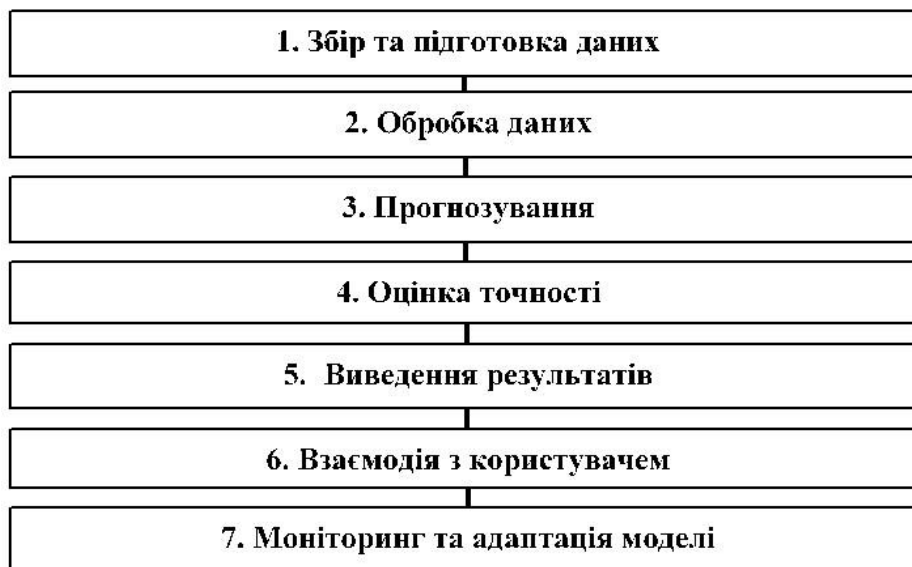 1. Збір та підготовка даних
2. Обробка даних
3. Прогнозування
4. Оцінка точності
5. Виведення результатів
6. Взаємодія з користувачем
7. Моніторинг та адаптація моделі